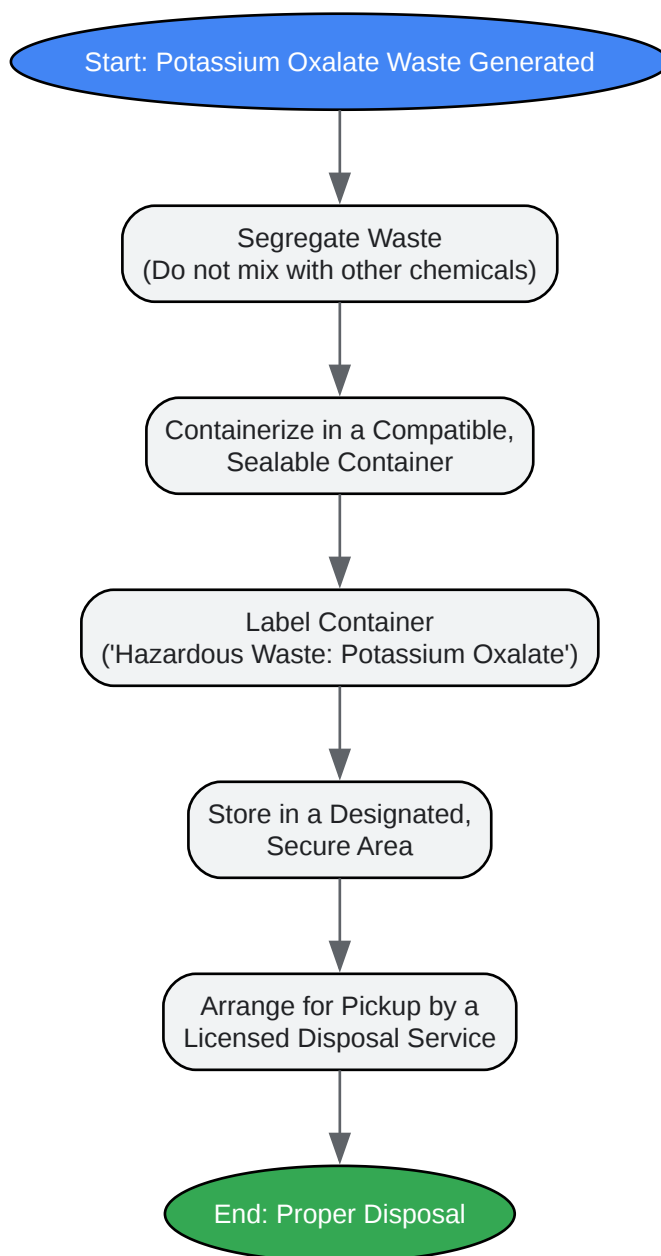 Start: Potassium Oxalate Waste Generated
Segregate Waste
(Do not mix with other chemicals)
Containerize in a Compatible,
Sealable Container
Label Container
('Hazardous Waste: Potassium Oxalate')
Store in a Designated,
Secure Area
Arrange for Pickup by a
Licensed Disposal Service
End: Proper Disposal